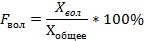 Fвол = Xвол / Xобщее * 100%